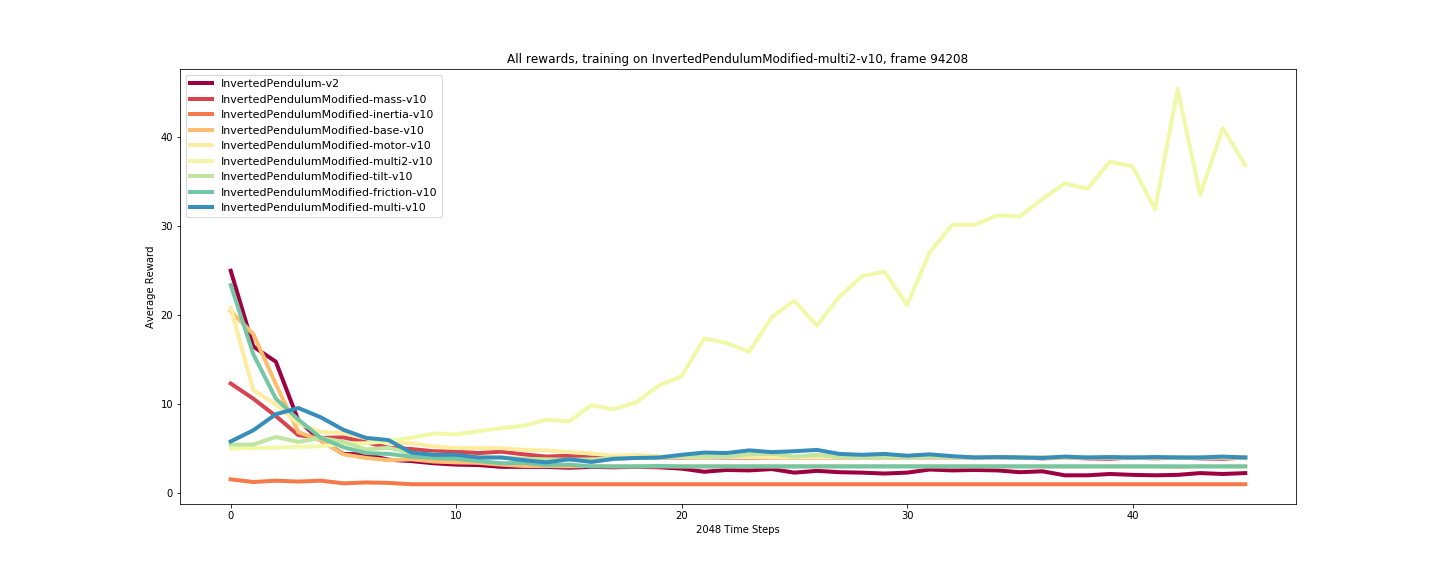 All rewards, training on InvertedPendulumModified-multi2-v10, frame 94208
InvertedPendulum-v2
InvertedPendulumModified-mass-v10
InvertedPendulumModified-inertia-v10
InvertedPendulumModified-base-v10
InvertedPendulumModified-motor-v10
InvertedPendulumModified-multi2-v10
InvertedPendulumModified-tilt-v10
InvertedPendulumModified-friction-v10
InvertedPendulumModified-multi-v10
Average Reward
40
30
20
10
0
0 10 20 30 40
2048 Time Steps